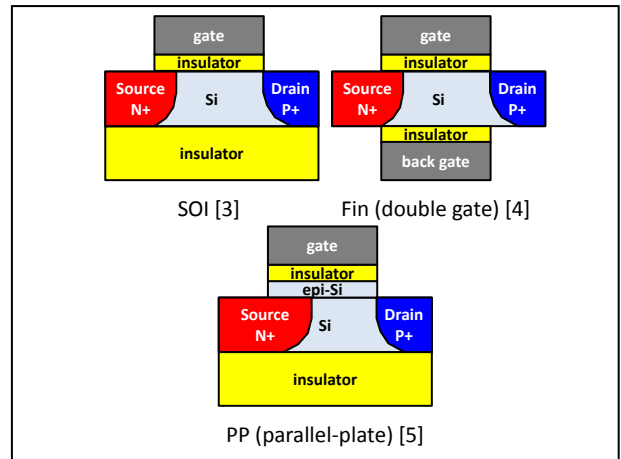 gate
insulator
Source
N+
Si
Drain
P+
insulator
SOI [3]
gate
insulator
Source
N+
Si
Drain
P+
insulator
back gate
Fin (double gate) [4]
gate
insulator
epi-Si
Source
N+
Si
Drain
P+
insulator
PP (parallel-plate) [5]